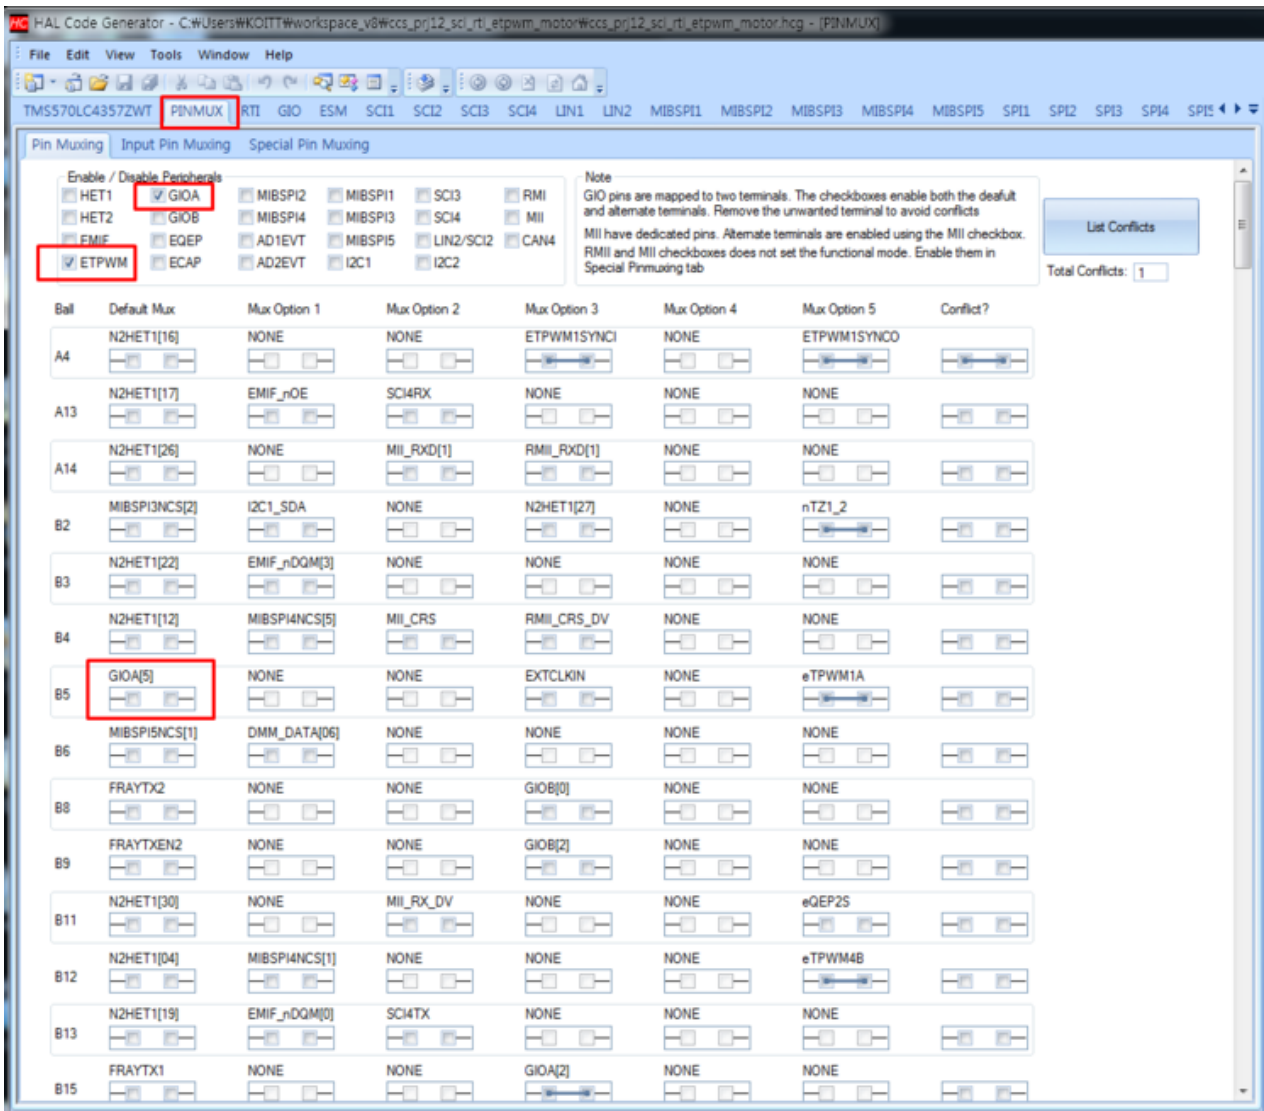 HC HAL Code Generator - C:₩Users₩KOITT₩workspace_v8₩ccs_prj12_sci_rti_etpwm_motor₩ccs_prj12_sci_rti_etpwm_motor.hcg - [PINMUX]
File Edit View Tools Window Help
TMS570LC4357ZWT PINMUX RTI GIO ESM SCI1 SCI2 SCI3 SCI4 LIN1 LIN2 MIBSPI1 MIBSPI2 MIBSPI3 MIBSPI4 MIBSPI5 SPI1 SPI2 SPI3 SPI4 SPI5
Pin Muxing Input Pin Muxing Special Pin Muxing
Enable / Disable Peripherals
HET1 GIOA MIBSPI2 MIBSPI1 SCI3 RMI
HET2 GIOB MIBSPI4 MIBSPI3 SCI4 MII
EMIF EQEP AD1EVT MIBSPI5 LIN2/SCI2 CAN4
ETPWM ECAP AD2EVT I2C1 I2C2
Note
GIO pins are mapped to two terminals. The checkboxes enable both the deafult
and alternate terminals. Remove the unwanted terminal to avoid conflicts
MII have dedicated pins. Alternate terminals are enabled using the MII checkbox.
RMII and MII checkboxes does not set the functional mode. Enable them in
Special Pinmuxing tab
List Conflicts
Total Conflicts: 1
Ball Default Mux Mux Option 1 Mux Option 2 Mux Option 3 Mux Option 4 Mux Option 5 Conflict?
A4 N2HET1[16] NONE NONE ETPWM1SYNCI NONE ETPWM1SYNCO
A13 N2HET1[17] EMIF_nOE SCI4RX NONE NONE NONE
A14 N2HET1[26] NONE MII_RXD[1] RMII_RXD[1] NONE NONE
B2 MIBSPI3NCS[2] I2C1_SDA NONE N2HET1[27] NONE nTZ1_2
B3 N2HET1[22] EMIF_nDQM[3] NONE NONE NONE NONE
B4 N2HET1[12] MIBSPI4NCS[5] MII_CRS RMII_CRS_DV NONE NONE
B5 GIOA[5] NONE NONE EXTCLKIN NONE eTPWM1A
B6 MIBSPI5NCS[1] DMM_DATA[06] NONE NONE NONE NONE
B8 FRAYTX2 NONE NONE GIOB[0] NONE NONE
B9 FRAYTXEN2 NONE NONE GIOB[2] NONE NONE
B11 N2HET1[30] NONE MII_RX_DV NONE NONE eQEP2S
B12 N2HET1[04] MIBSPI4NCS[1] NONE NONE NONE eTPWM4B
B13 N2HET1[19] EMIF_nDQM[0] SCI4TX NONE NONE NONE
B15 FRAYTX1 NONE NONE GIOA[2] NONE NONE